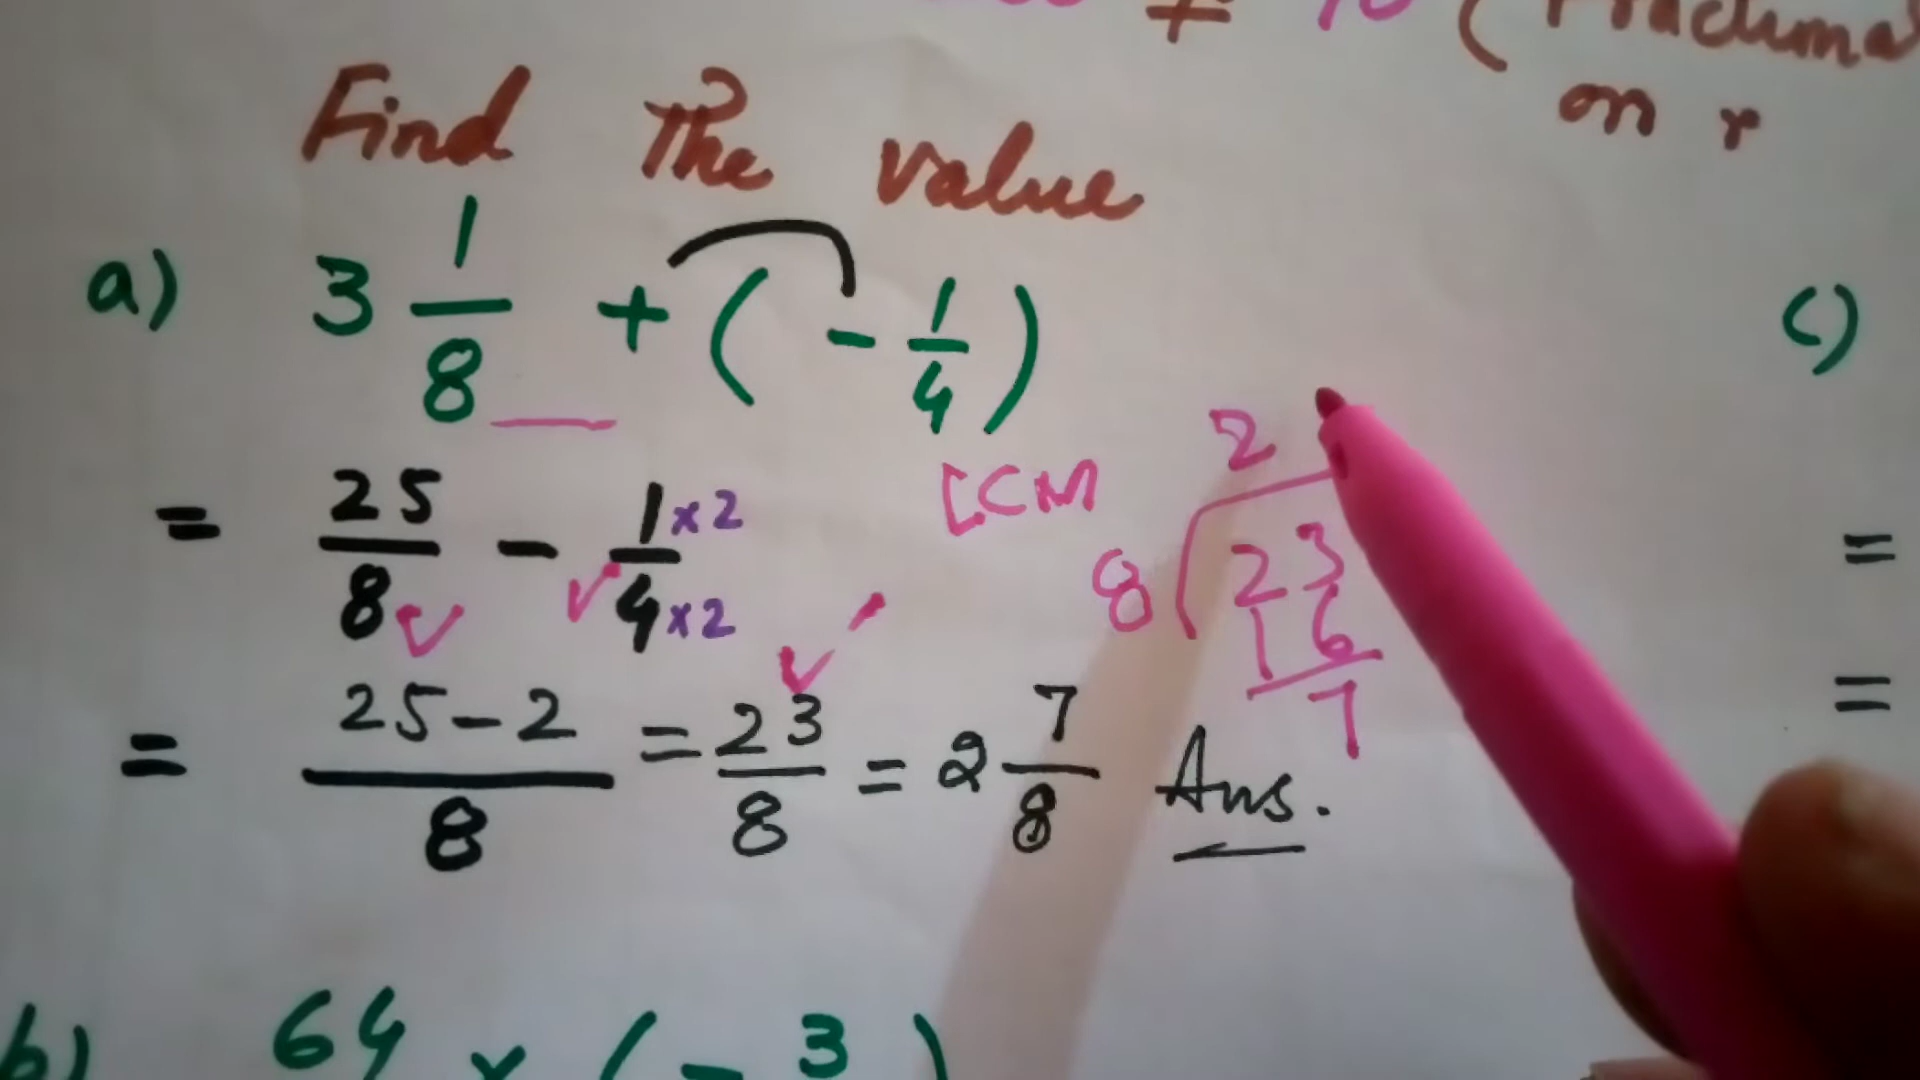 ≠
on r
Find The value
a) 3 1/8 + (- 1/4)
c)
= 25/8 - 1/4 ×2 ×2
LCM
2
8 23
16
7
=
= 25-2/8 = 23/8 = 2 7/8 Ans.
=
b) 64 × (- 3 )